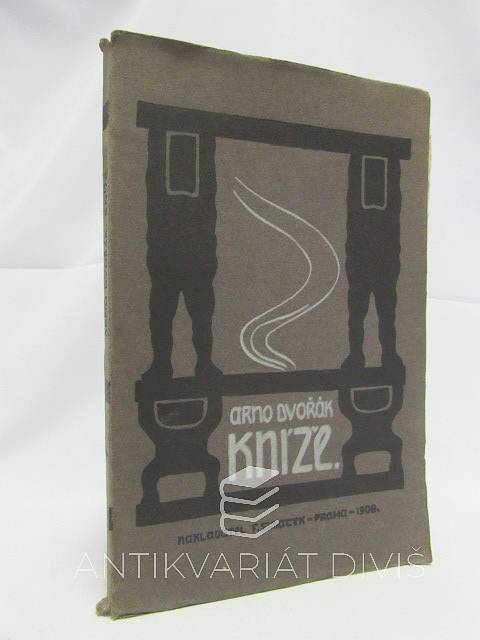 ARNO DVOŘÁK
KNÍŽE.
NAKLADATEL F. ŠIMÁČEK – PRAHA – 1908.
ANTIKVARIÁT DIVIŠ